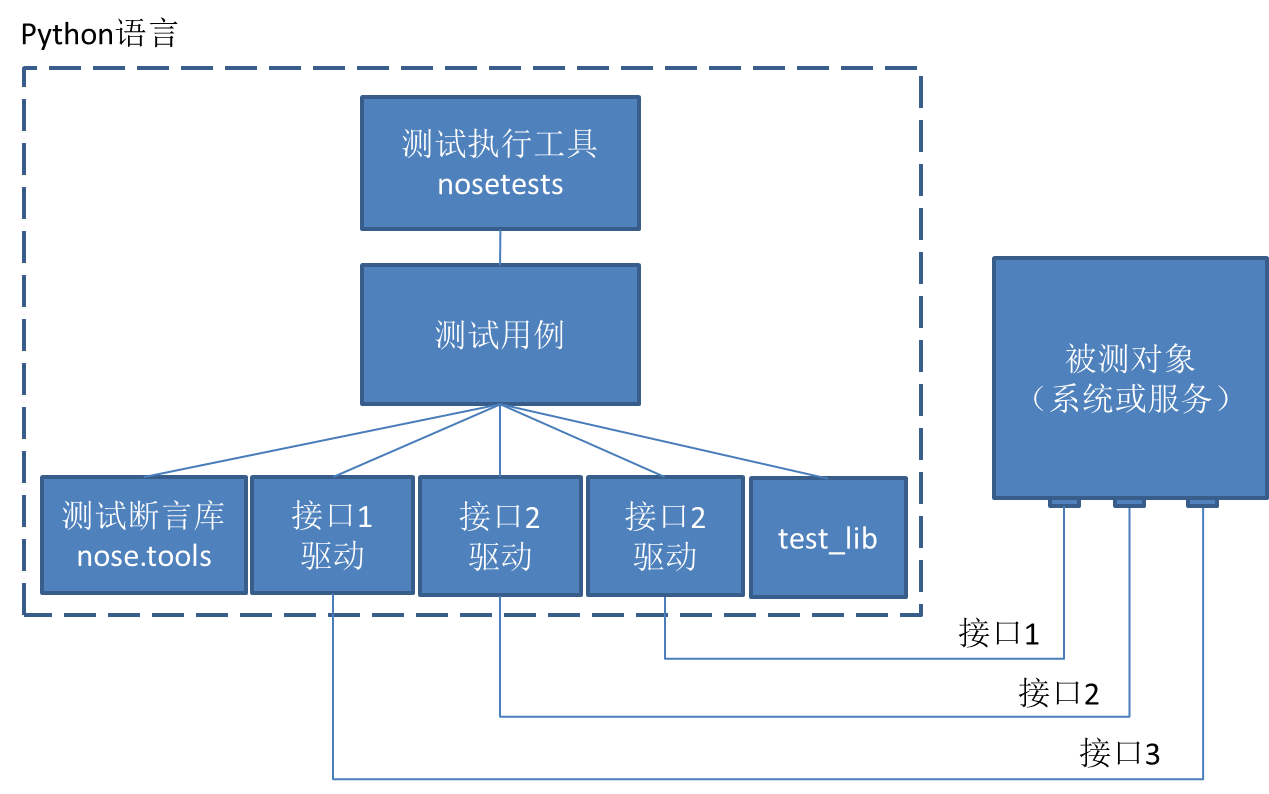 Python语言
测试执行工具
nosetests
测试用例
被测对象
（系统或服务）
测试断言库
nose.tools
接口1
驱动
接口2
驱动
接口2
驱动
test_lib
接口1
接口2
接口3